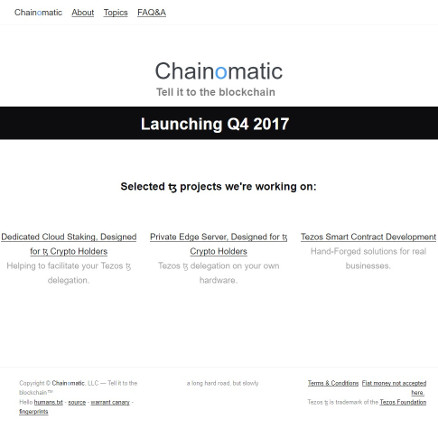 Chainomatic About Topics FAQ&A
Chainomatic
Tell it to the blockchain
Launching Q4 2017
Selected ꜩ projects we're working on:
Dedicated Cloud Staking, Designed
for ꜩ Crypto Holders
Helping to facilitate your Tezos ꜩ
delegation.
Private Edge Server, Designed for ꜩ
Crypto Holders
Tezos ꜩ delegation on your own
hardware.
Tezos Smart Contract Development
Hand-Forged solutions for real
businesses.
Copyright © Chainomatic, LLC — Tell it to the
blockchain™
Hello humans.txt - source - warrant canary -
fingerprints
a long hard road, but slowly
Terms & Conditions Fiat money not accepted
here.
Tezos ꜩ is trademark of the Tezos Foundation